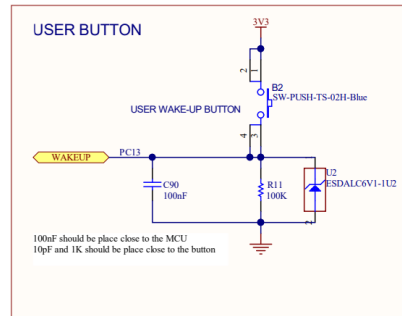 USER BUTTON
3V3
2
1
B2
SW-PUSH-TS-02H-Blue
USER WAKE-UP BUTTON
4
3
WAKEUP
PC13
C90
100nF
R11
100K
U2
ESDALC6V1-1U2
2
100nF should be place close to the MCU
10pF and 1K should be place close to the button